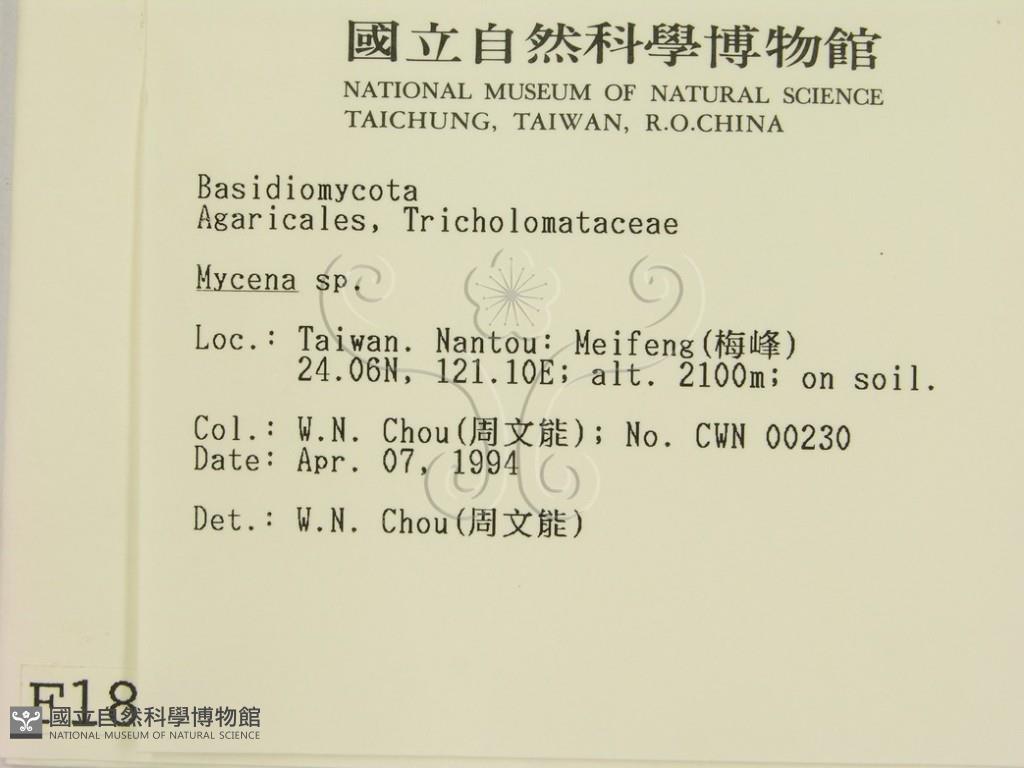 國立自然科學博物館
NATIONAL MUSEUM OF NATURAL SCIENCE
TAICHUNG, TAIWAN, R.O.CHINA
Basidiomycota
Agaricales, Tricholomataceae
Mycena sp.
Loc.: Taiwan. Nantou: Meifeng(梅峰)
24.06N, 121.10E; alt. 2100m; on soil.
Col.: W.N. Chou(周文能); No. CWN 00230
Date: Apr. 07, 1994
Det.: W.N. Chou(周文能)
F18
國立自然科學博物館
NATIONAL MUSEUM OF NATURAL SCIENCE